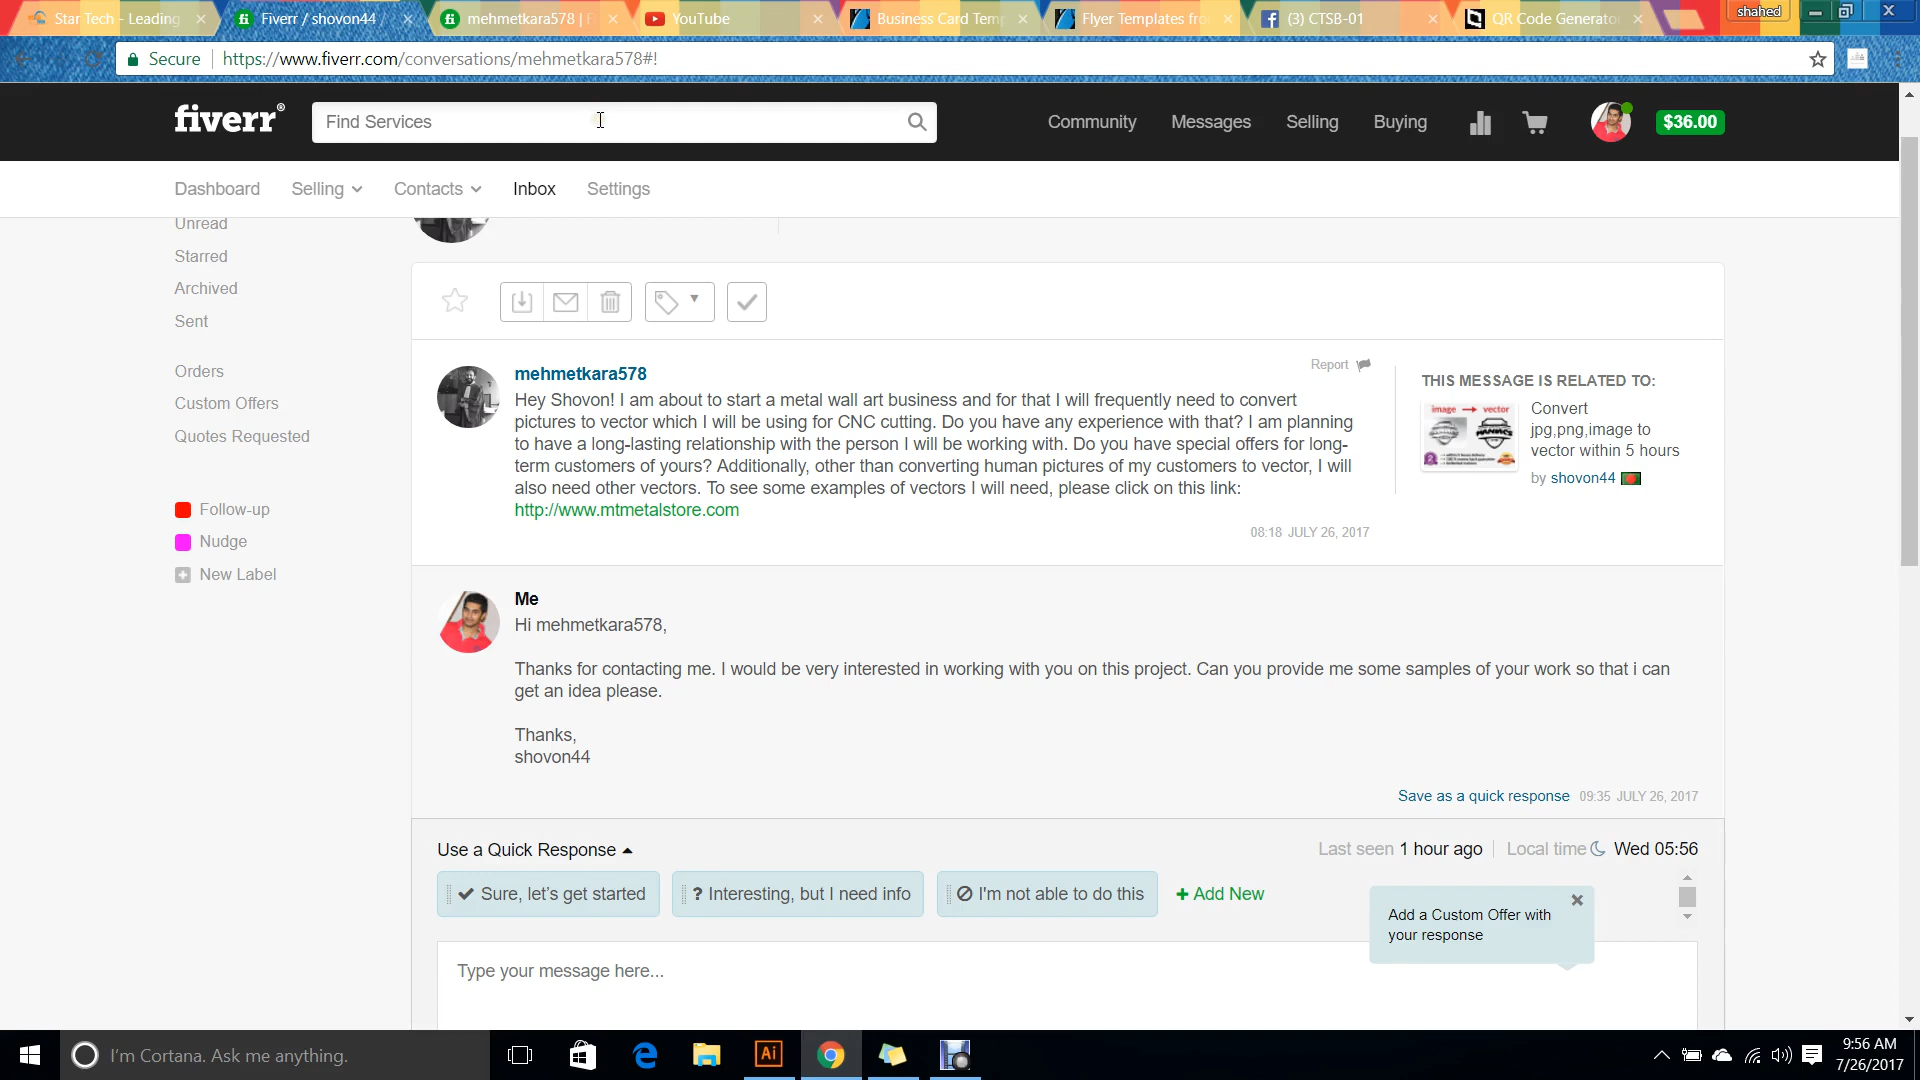 Star Tech - Leading
Fiverr / shovon44 /
mehmetkara578 | F
YouTube
Business Card Temp
Flyer Templates fro
(3) CTSB-01
QR Code Generator
shahed
Secure https://www.fiverr.com/conversations/mehmetkara578#!
fiverr®
Find Services
Community
Messages
Selling
Buying
$36.00
Dashboard
Selling
Contacts
Inbox
Settings
Unread
Starred
Archived
Sent
Orders
Custom Offers
Quotes Requested
Follow-up
Nudge
New Label
mehmetkara578
Report
Hey Shovon! I am about to start a metal wall art business and for that I will frequently need to convert
pictures to vector which I will be using for CNC cutting. Do you have any experience with that? I am planning
to have a long-lasting relationship with the person I will be working with. Do you have special offers for long-
term customers of yours? Additionally, other than converting human pictures of my customers to vector, I will
also need other vectors. To see some examples of vectors I will need, please click on this link:
http://www.mtmetalstore.com
08:18 JULY 26, 2017
THIS MESSAGE IS RELATED TO:
image vector
Convert
jpg,png,image to
vector within 5 hours
by shovon44
Me
Hi mehmetkara578,
Thanks for contacting me. I would be very interested in working with you on this project. Can you provide me some samples of your work so that i can
get an idea please.
Thanks,
shovon44
Save as a quick response 09:35 JULY 26, 2017
Use a Quick Response
Last seen 1 hour ago
Local time Wed 05:56
Sure, let's get started
? Interesting, but I need info
I'm not able to do this
+ Add New
Add a Custom Offer with
your response
Type your message here...
I'm Cortana. Ask me anything.
Ai
9:56 AM
7/26/2017